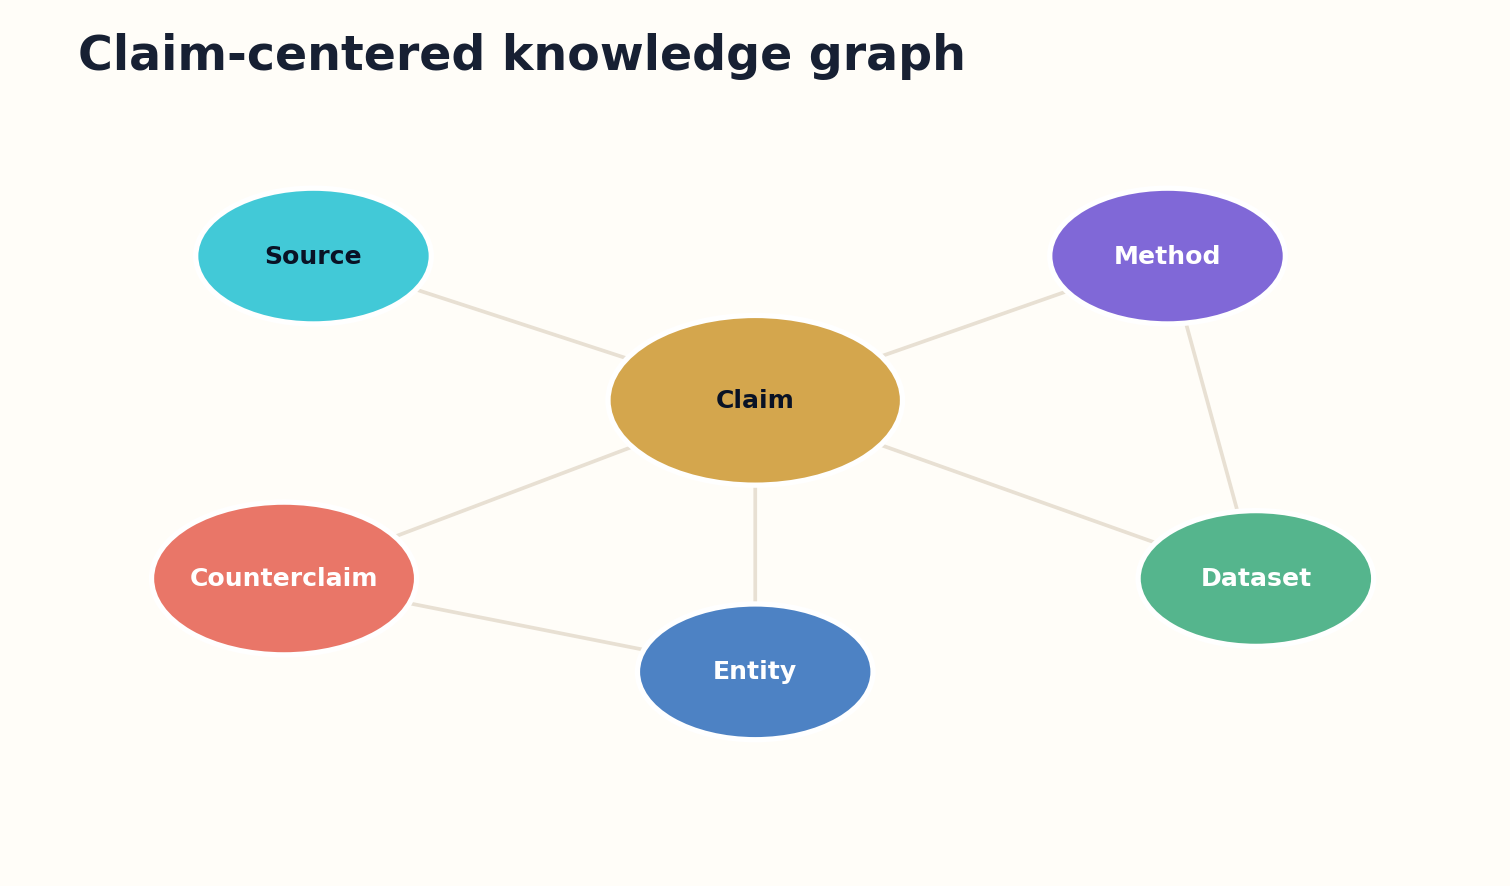 Claim-centered knowledge graph
Source
Method
Claim
Counterclaim
Dataset
Entity